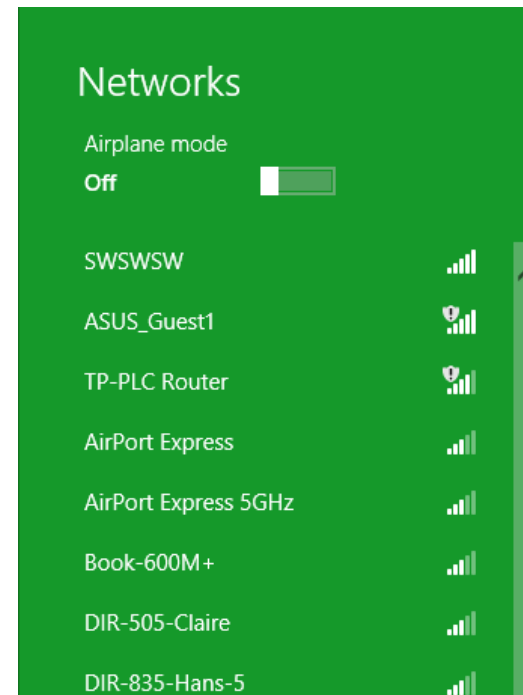 Networks
Airplane mode
Off
SWSWSW
ASUS_Guest1
TP-PLC Router
AirPort Express
AirPort Express 5GHz
Book-600M+
DIR-505-Claire
DIR-835-Hans-5